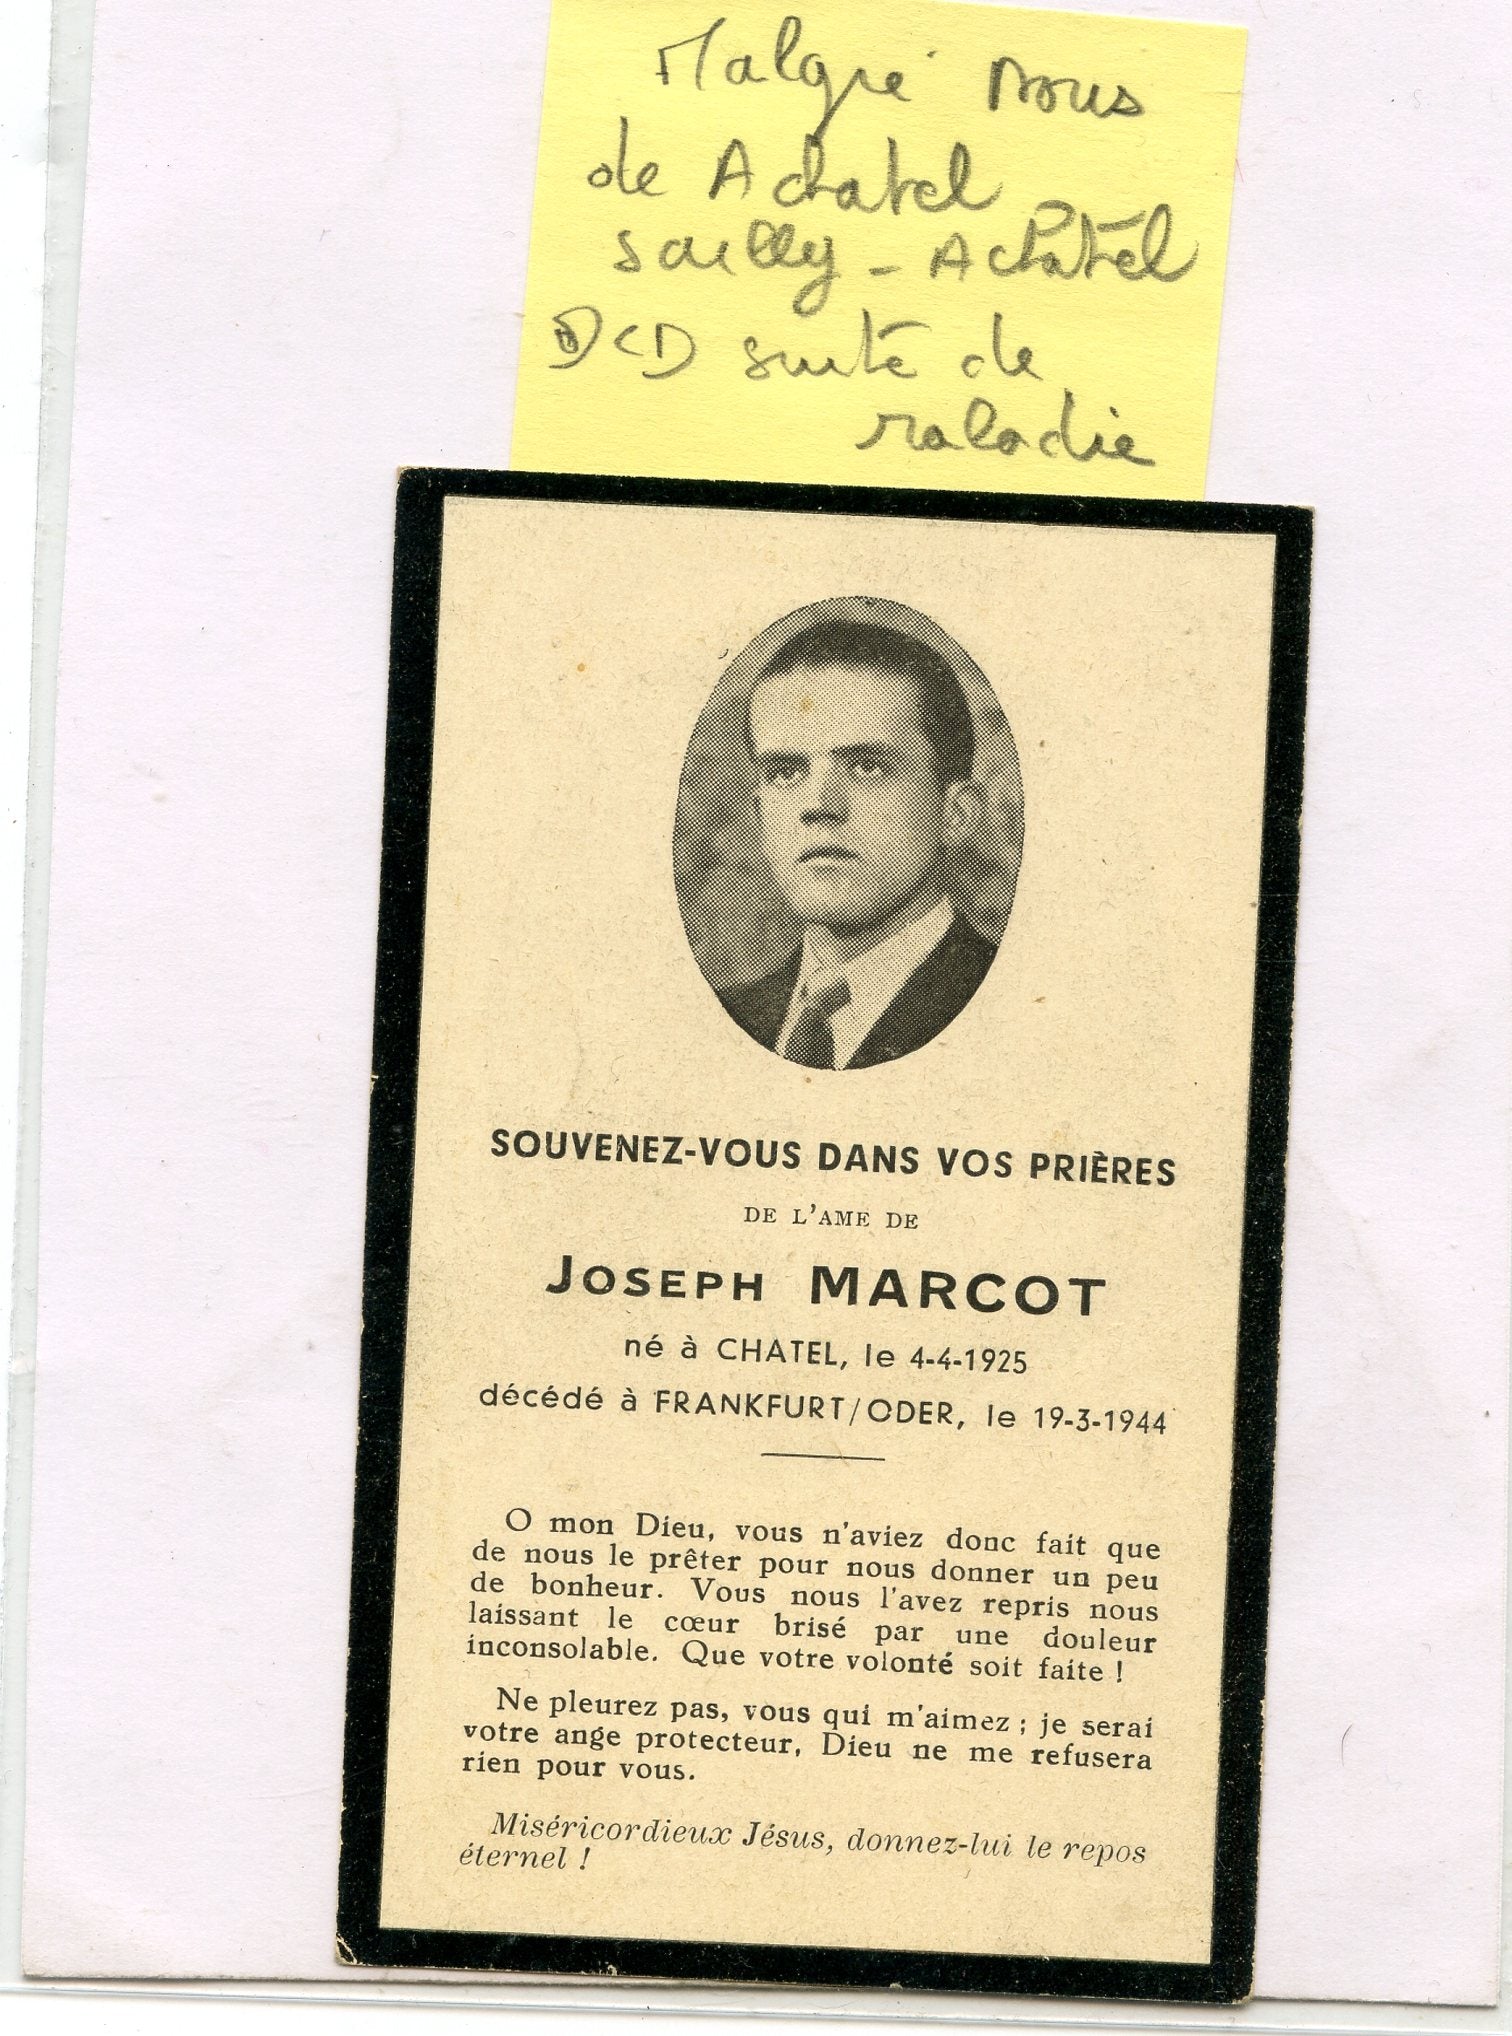 Malgré nous
de Achatel
Sailly - Achatel
DCD suite de
maladie
SOUVENEZ-VOUS DANS VOS PRIÈRES
DE L'AME DE
JOSEPH MARCOT
né à CHATEL, le 4-4-1925
décédé à FRANKFURT/ODER, le 19-3-1944
O mon Dieu, vous n'aviez donc fait que
de nous le prêter pour nous donner un peu
de bonheur. Vous nous l'avez repris nous
laissant le cœur brisé par une douleur
inconsolable. Que votre volonté soit faite !
Ne pleurez pas, vous qui m'aimez ; je serai
votre ange protecteur, Dieu ne me refusera
rien pour vous.
Miséricordieux Jésus, donnez-lui le repos
éternel !